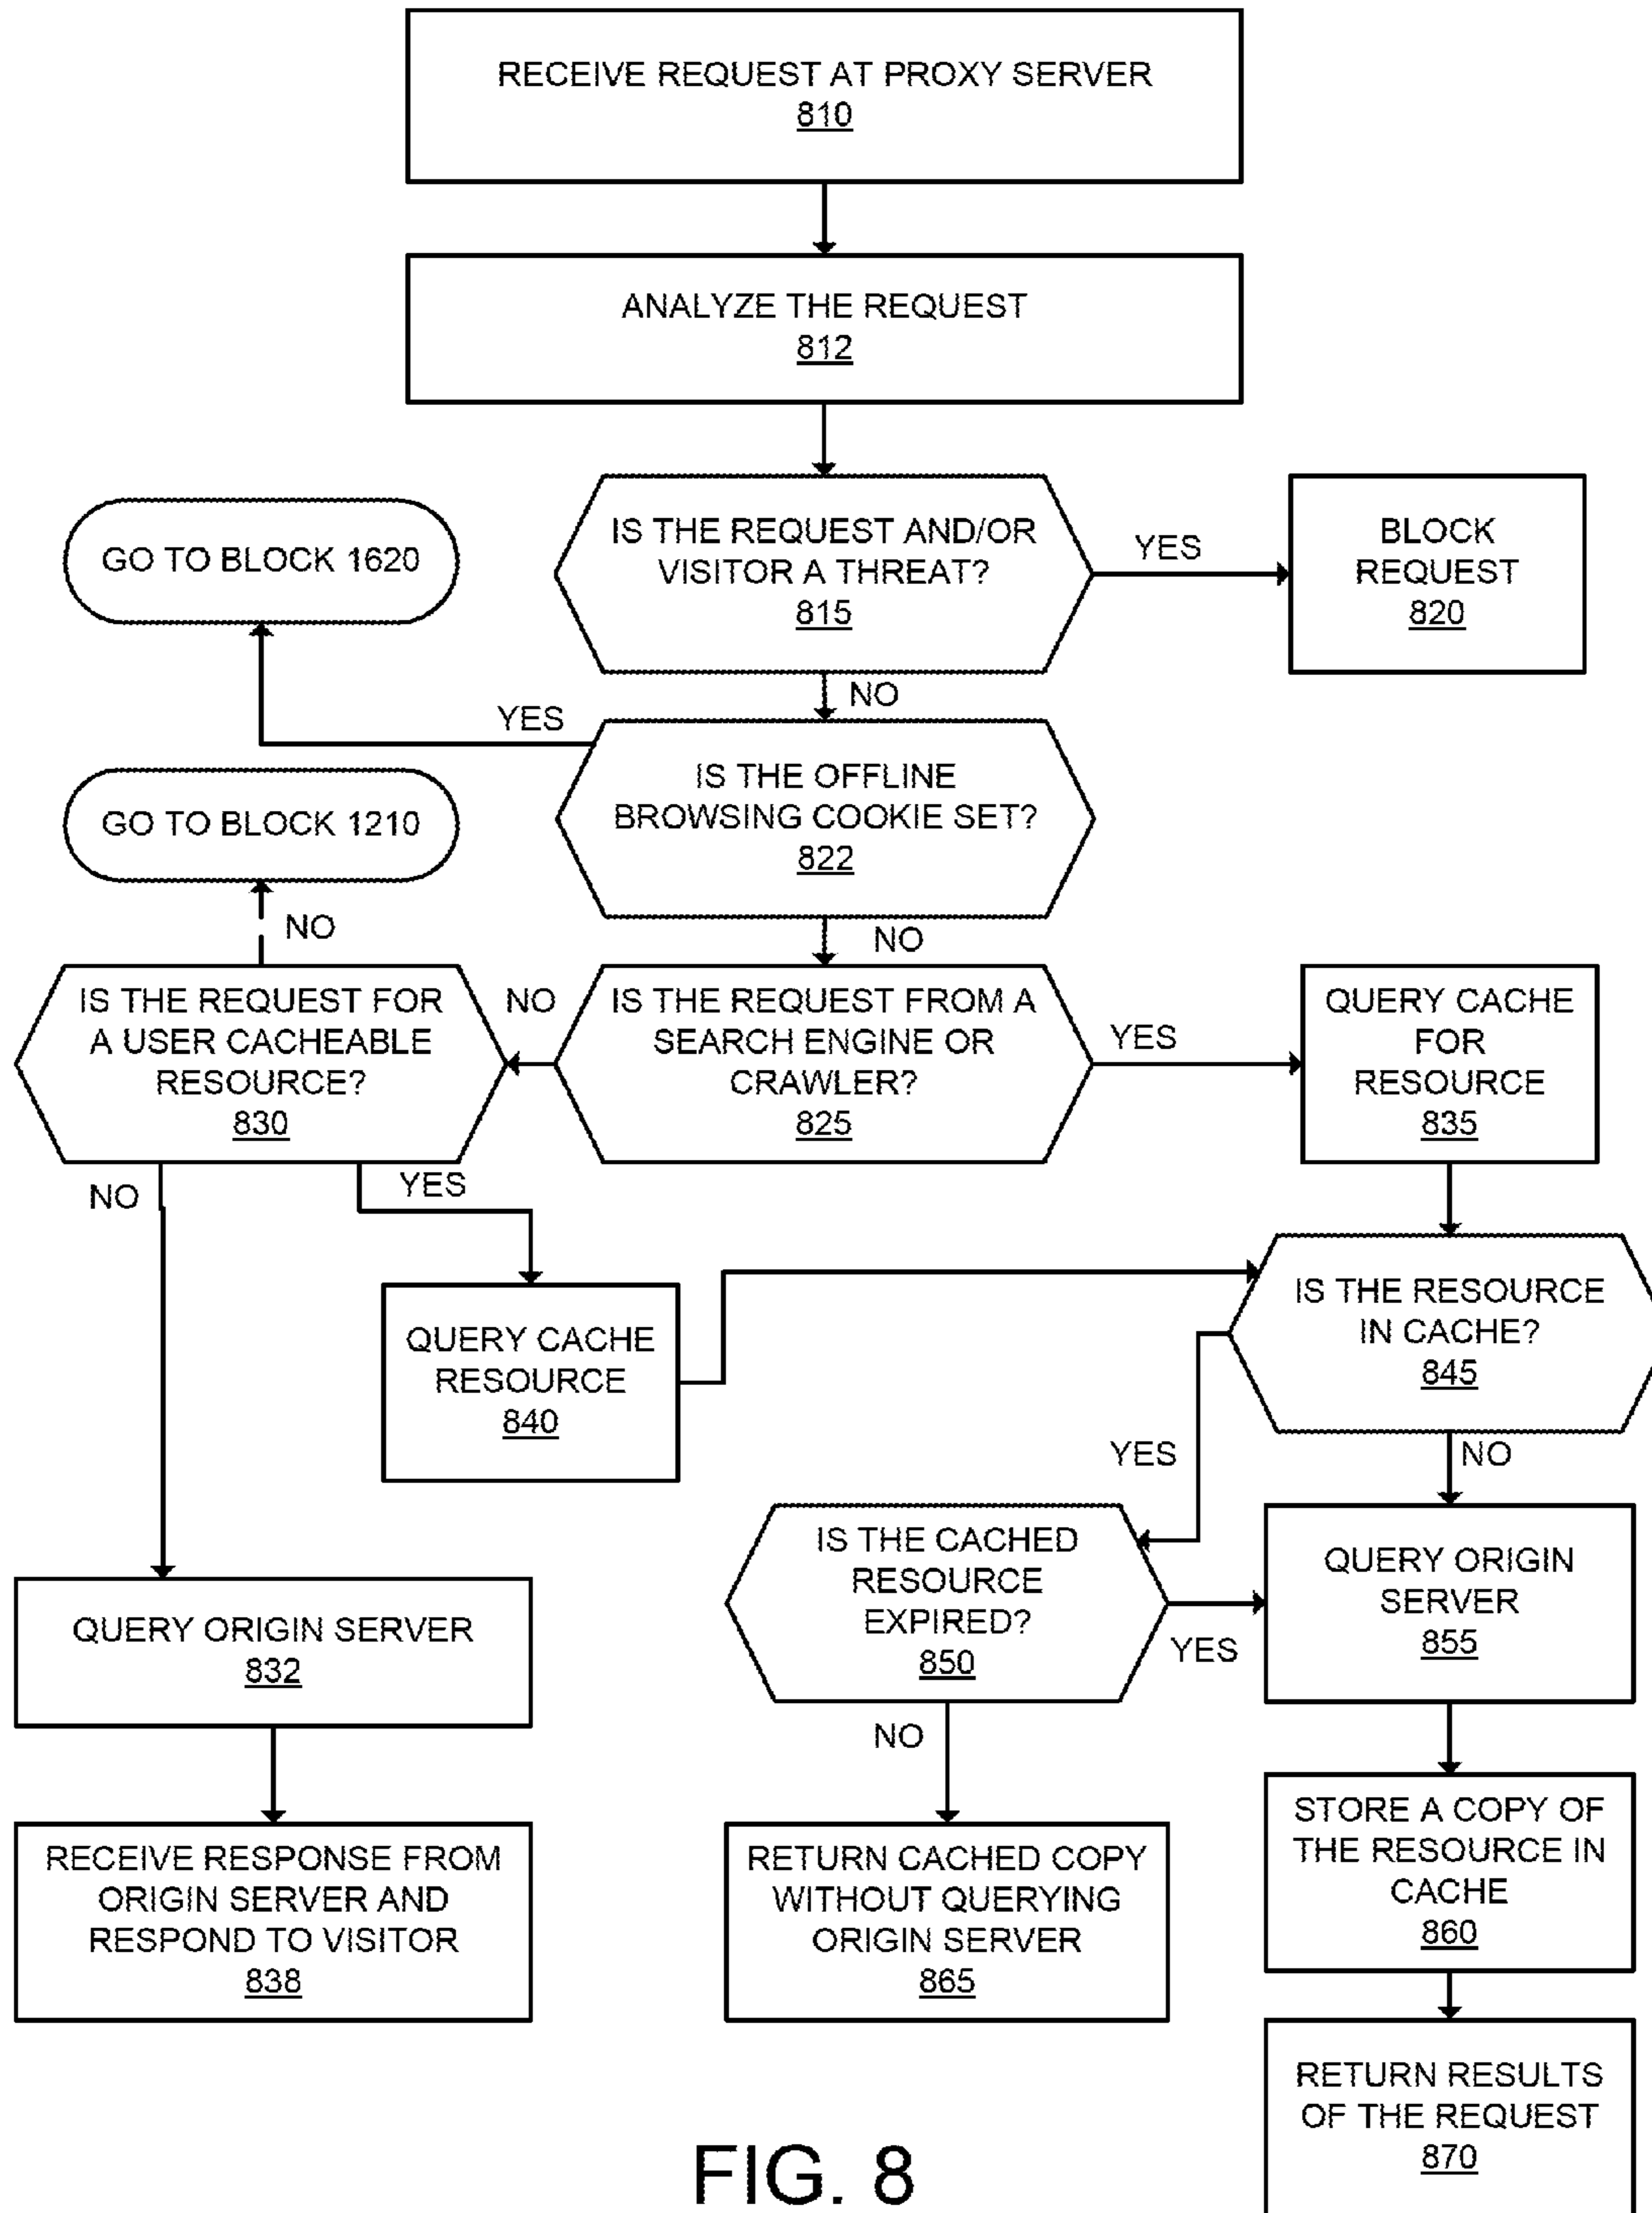 RECEIVE REQUEST AT PROXY SERVER
810
ANALYZE THE REQUEST
812
IS THE REQUEST AND/OR
VISITOR A THREAT?
815
YES
BLOCK
REQUEST
820
GO TO BLOCK 1620
NO
YES
IS THE OFFLINE
BROWSING COOKIE SET?
822
GO TO BLOCK 1210
NO
NO
IS THE REQUEST FOR
A USER CACHEABLE
RESOURCE?
830
NO
IS THE REQUEST FROM A
SEARCH ENGINE OR
CRAWLER?
825
YES
QUERY CACHE
FOR
RESOURCE
835
NO
YES
QUERY CACHE
RESOURCE
840
IS THE RESOURCE
IN CACHE?
845
YES
NO
IS THE CACHED
RESOURCE
EXPIRED?
850
YES
QUERY ORIGIN
SERVER
855
QUERY ORIGIN SERVER
832
NO
RECEIVE RESPONSE FROM
ORIGIN SERVER AND
RESPOND TO VISITOR
838
RETURN CACHED COPY
WITHOUT QUERYING
ORIGIN SERVER
865
STORE A COPY OF
THE RESOURCE IN
CACHE
860
RETURN RESULTS
OF THE REQUEST
870
FIG. 8